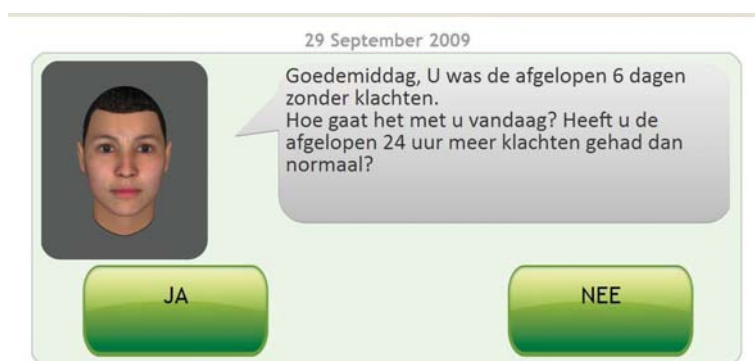 29 September 2009
Goedemiddag, U was de afgelopen 6 dagen
zonder klachten.
Hoe gaat het met u vandaag? Heeft u de
afgelopen 24 uur meer klachten gehad dan
normaal?
JA
NEE